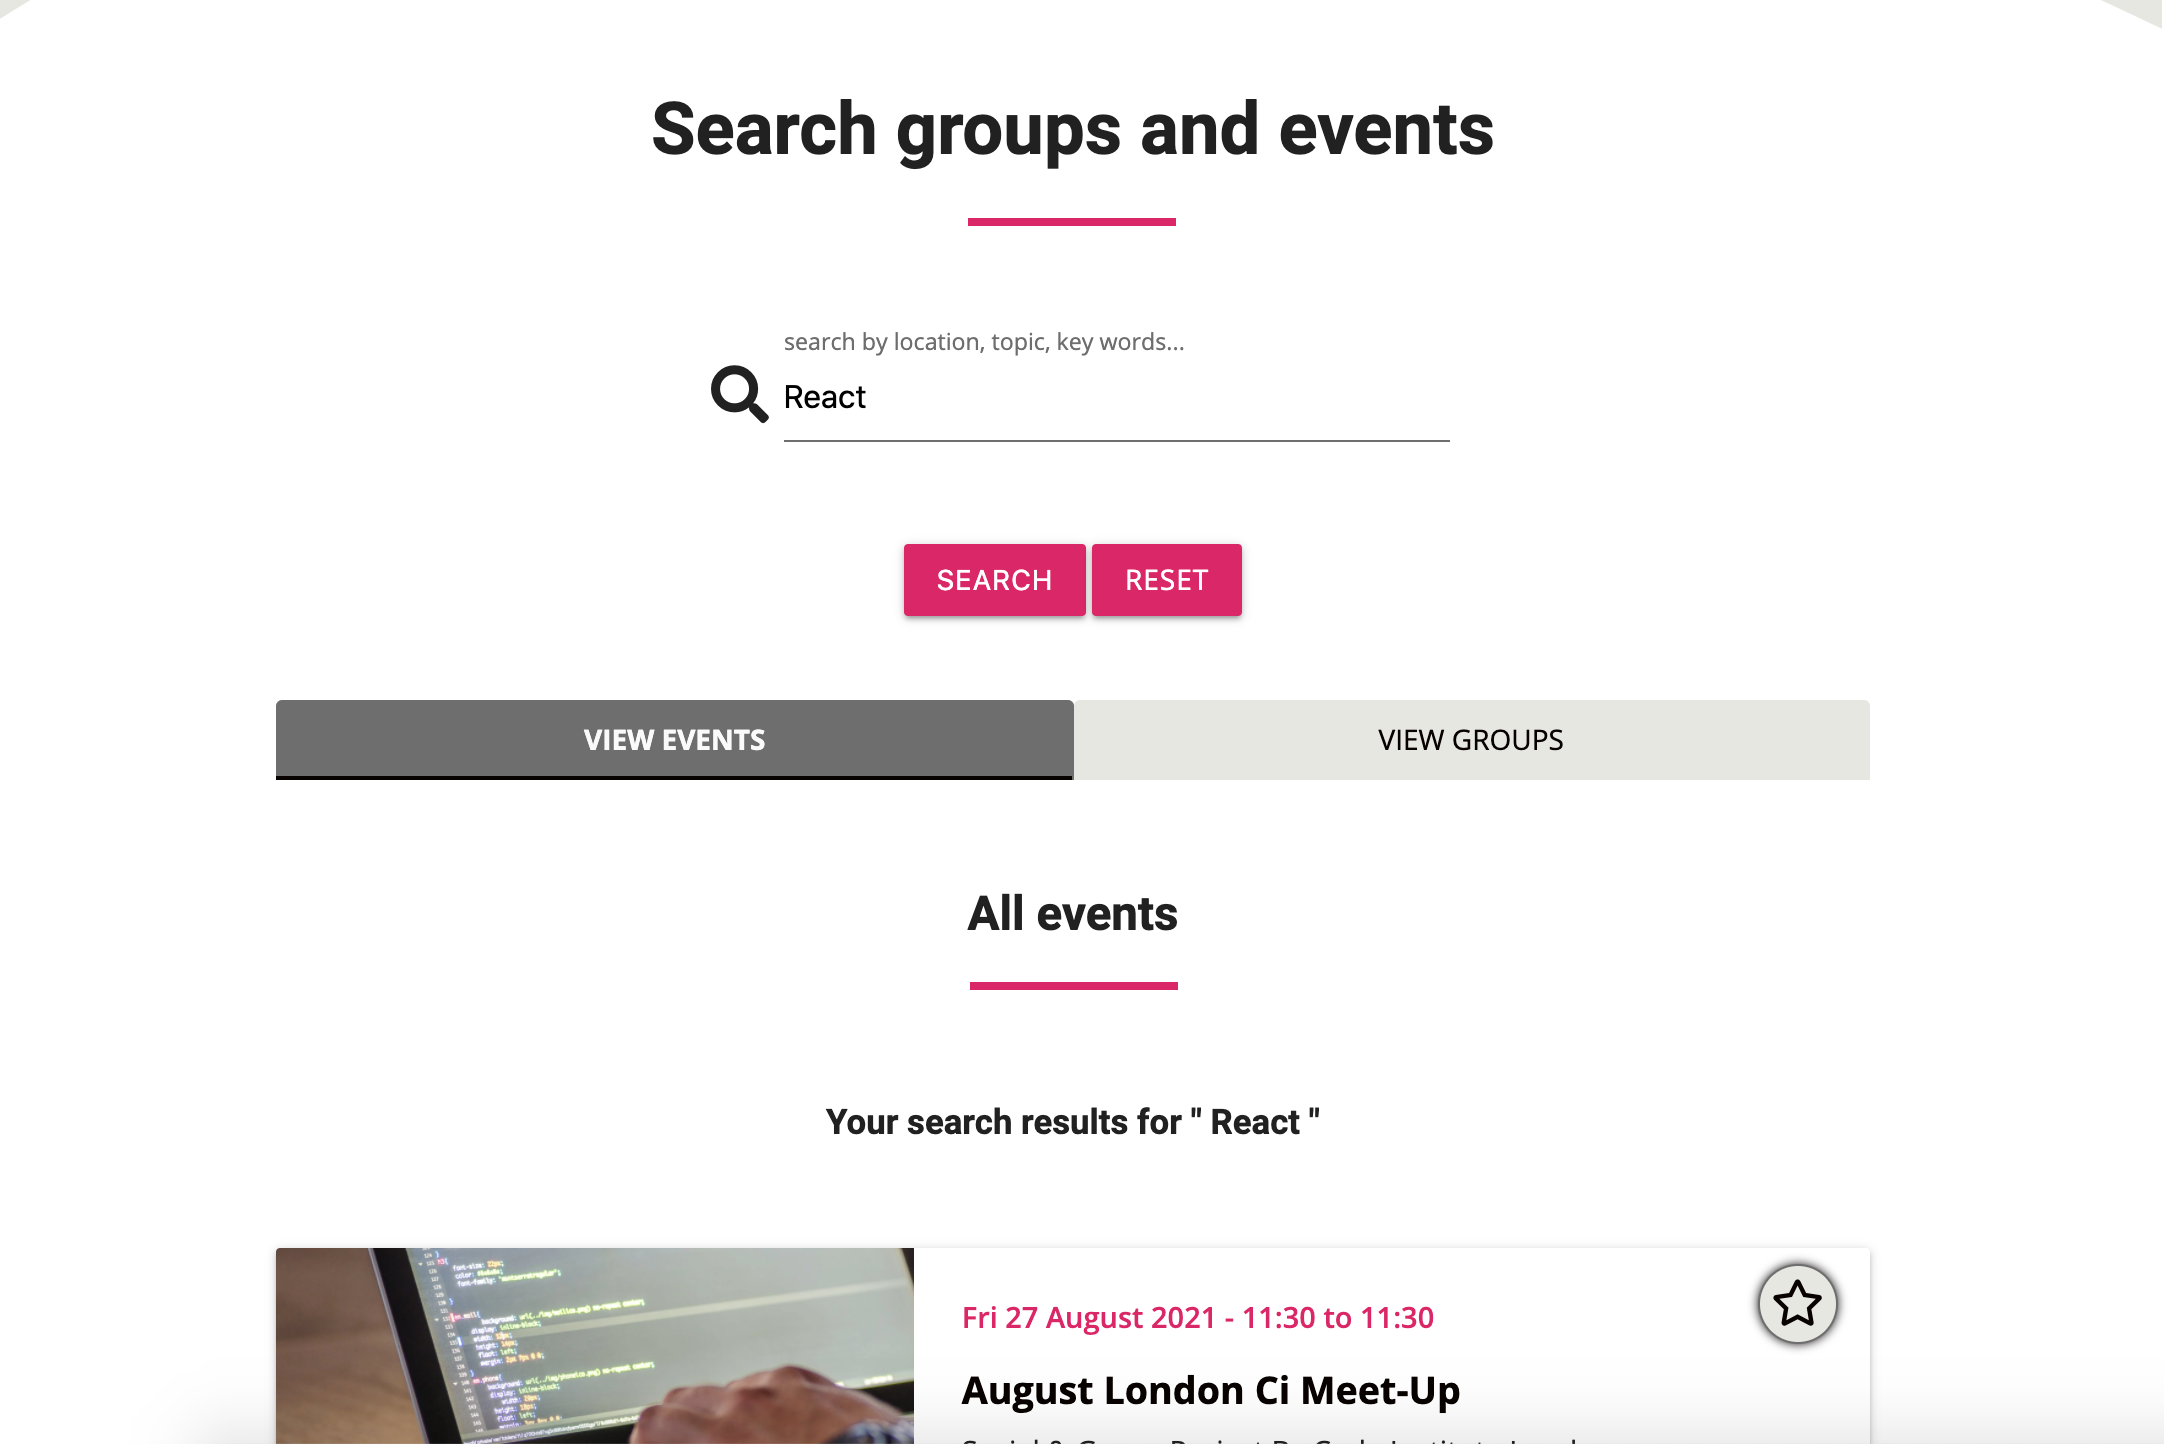 Search groups and events
search by location, topic, key words...
React
SEARCH RESET
VIEW EVENTS VIEW GROUPS
All events
Your search results for " React "
Fri 27 August 2021 - 11:30 to 11:30
August London Ci Meet-Up